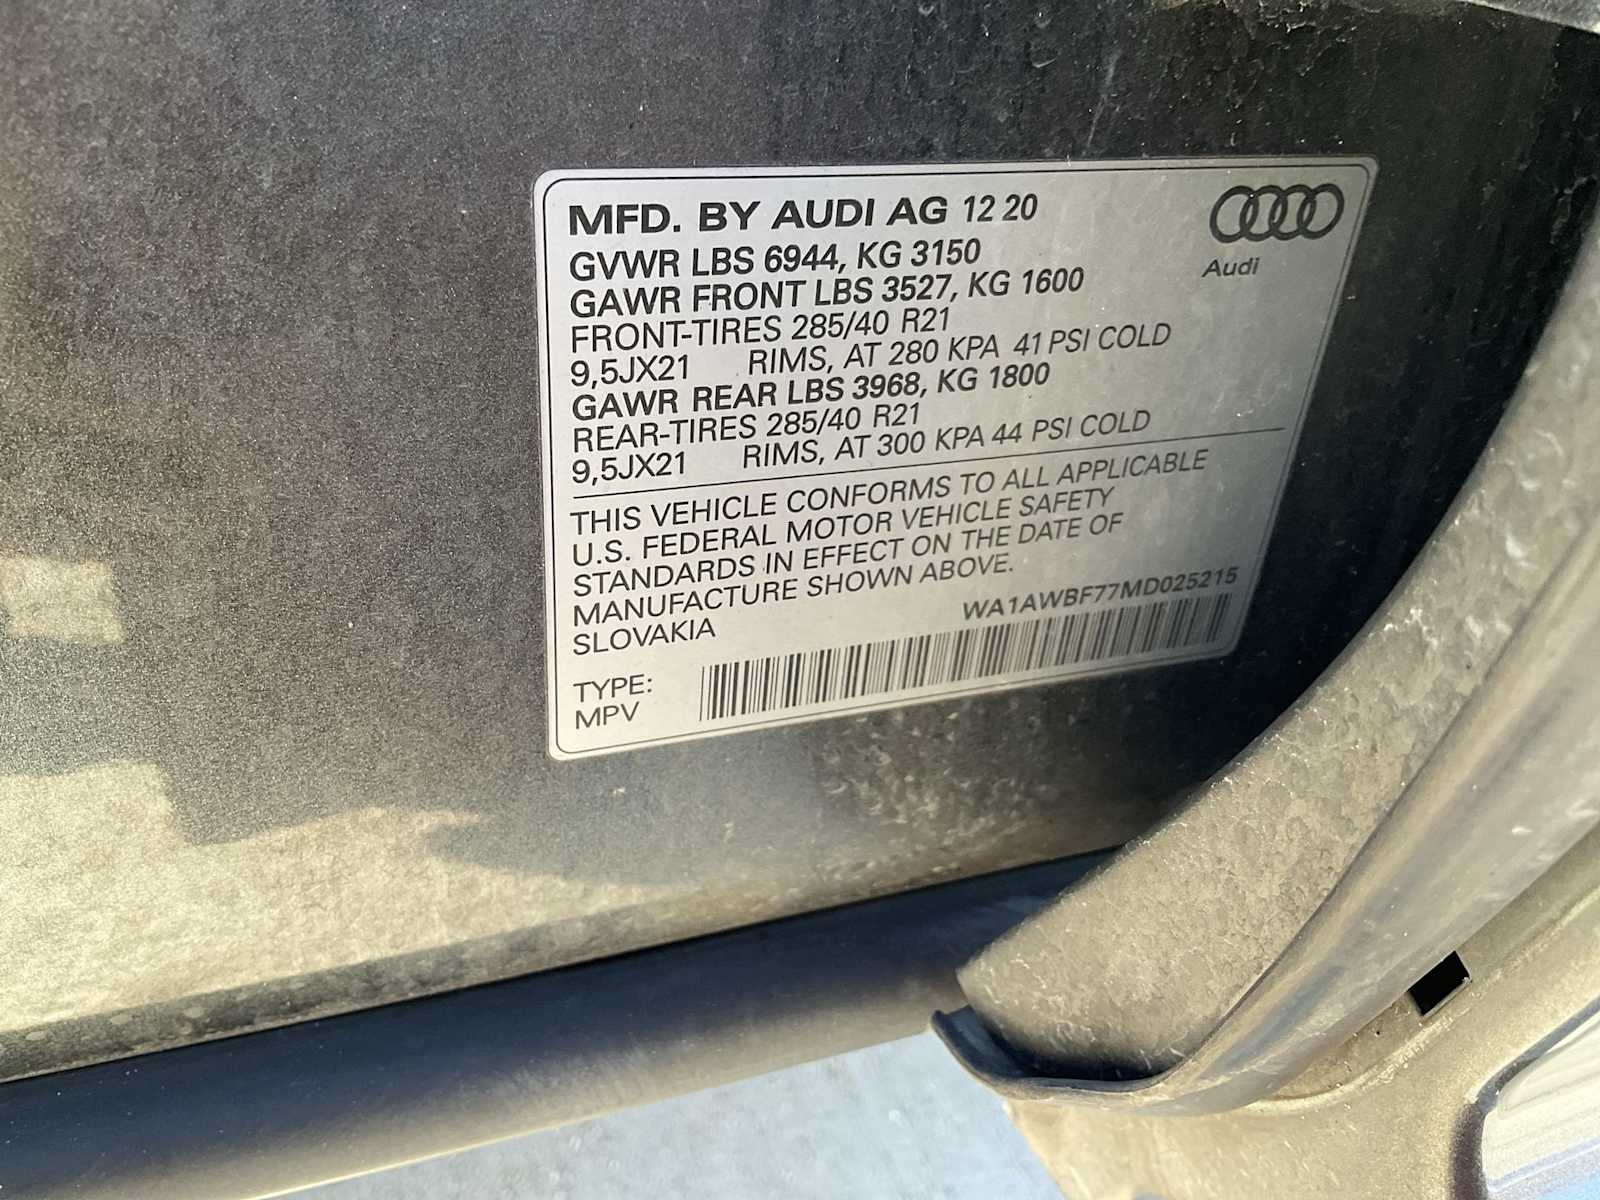 MFD. BY AUDI AG 12 20
GVWR LBS 6944, KG 3150
GAWR FRONT LBS 3527, KG 1600
FRONT-TIRES 285/40 R21
9,5JX21 RIMS, AT 280 KPA 41 PSI COLD
GAWR REAR LBS 3968, KG 1800
REAR-TIRES 285/40 R21
9,5JX21 RIMS, AT 300 KPA 44 PSI COLD
Audi
THIS VEHICLE CONFORMS TO ALL APPLICABLE
U.S. FEDERAL MOTOR VEHICLE SAFETY
STANDARDS IN EFFECT ON THE DATE OF
MANUFACTURE SHOWN ABOVE.
SLOVAKIA
WA1AWBF77MD025215
TYPE:
MPV